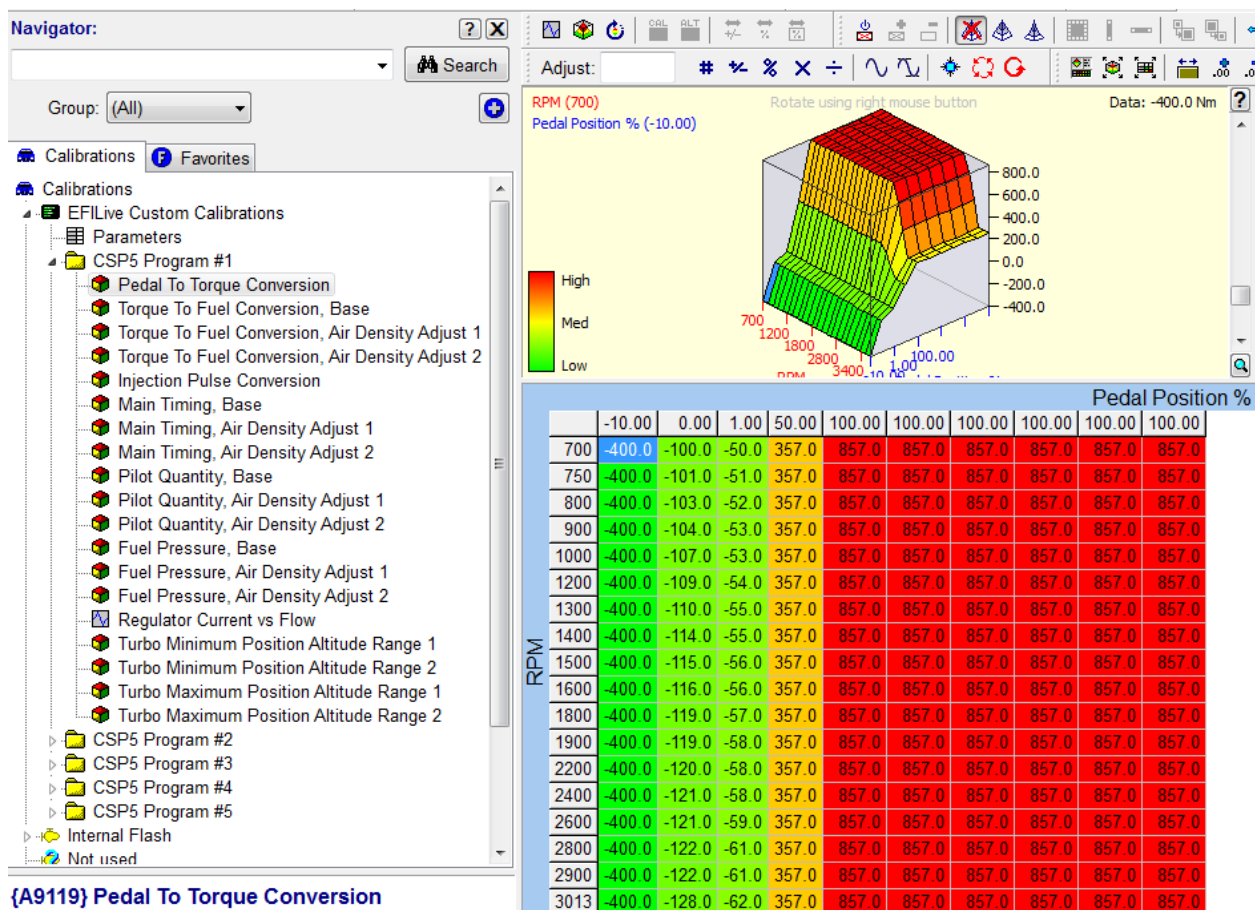 Navigator:
Search
Group: (All)
Calibrations Favorites
Calibrations
EFILive Custom Calibrations
Parameters
CSP5 Program #1
Pedal To Torque Conversion
Torque To Fuel Conversion, Base
Torque To Fuel Conversion, Air Density Adjust 1
Torque To Fuel Conversion, Air Density Adjust 2
Injection Pulse Conversion
Main Timing, Base
Main Timing, Air Density Adjust 1
Main Timing, Air Density Adjust 2
Pilot Quantity, Base
Pilot Quantity, Air Density Adjust 1
Pilot Quantity, Air Density Adjust 2
Fuel Pressure, Base
Fuel Pressure, Air Density Adjust 1
Fuel Pressure, Air Density Adjust 2
Regulator Current vs Flow
Turbo Minimum Position Altitude Range 1
Turbo Minimum Position Altitude Range 2
Turbo Maximum Position Altitude Range 1
Turbo Maximum Position Altitude Range 2
CSP5 Program #2
CSP5 Program #3
CSP5 Program #4
CSP5 Program #5
Internal Flash
Not used
{A9119} Pedal To Torque Conversion
CAL ALT
Adjust: # +- % × ÷
RPM (700) Rotate using right mouse button Data: -400.0 Nm ?
Pedal Position % (-10.00)
800.0
600.0
400.0
200.0
0.0
-200.0
-400.0
High
Med
Low
700
1200
1800
2800
3400
RPM
-10.00
1.00
100.00
Pedal Position %
-10.00 0.00 1.00 50.00 100.00 100.00 100.00 100.00 100.00 100.00
RPM
700 -400.0 -100.0 -50.0 357.0 857.0 857.0 857.0 857.0 857.0 857.0
750 -400.0 -101.0 -51.0 357.0 857.0 857.0 857.0 857.0 857.0 857.0
800 -400.0 -103.0 -52.0 357.0 857.0 857.0 857.0 857.0 857.0 857.0
900 -400.0 -104.0 -53.0 357.0 857.0 857.0 857.0 857.0 857.0 857.0
1000 -400.0 -107.0 -53.0 357.0 857.0 857.0 857.0 857.0 857.0 857.0
1200 -400.0 -109.0 -54.0 357.0 857.0 857.0 857.0 857.0 857.0 857.0
1300 -400.0 -110.0 -55.0 357.0 857.0 857.0 857.0 857.0 857.0 857.0
1400 -400.0 -114.0 -55.0 357.0 857.0 857.0 857.0 857.0 857.0 857.0
1500 -400.0 -115.0 -56.0 357.0 857.0 857.0 857.0 857.0 857.0 857.0
1600 -400.0 -116.0 -56.0 357.0 857.0 857.0 857.0 857.0 857.0 857.0
1800 -400.0 -119.0 -57.0 357.0 857.0 857.0 857.0 857.0 857.0 857.0
1900 -400.0 -119.0 -58.0 357.0 857.0 857.0 857.0 857.0 857.0 857.0
2200 -400.0 -120.0 -58.0 357.0 857.0 857.0 857.0 857.0 857.0 857.0
2400 -400.0 -121.0 -58.0 357.0 857.0 857.0 857.0 857.0 857.0 857.0
2600 -400.0 -121.0 -59.0 357.0 857.0 857.0 857.0 857.0 857.0 857.0
2800 -400.0 -122.0 -61.0 357.0 857.0 857.0 857.0 857.0 857.0 857.0
2900 -400.0 -122.0 -61.0 357.0 857.0 857.0 857.0 857.0 857.0 857.0
3013 -400.0 -128.0 -62.0 357.0 857.0 857.0 857.0 857.0 857.0 857.0